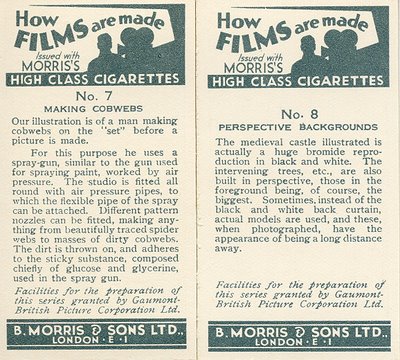 How
FILMS are made
Issued with
MORRIS'S
HIGH CLASS CIGARETTES
No. 7
MAKING COBWEBS
Our illustration is of a man making
cobwebs on the "set" before a
picture is made.
For this purpose he uses a
spray-gun, similar to the gun used
for spraying paint, worked by air
pressure. The studio is fitted all
round with air pressure pipes, to
which the flexible pipe of the spray
can be attached. Different pattern
nozzles can be fitted, making any-
thing from beautifully traced spider
webs to masses of dirty cobwebs.
The dirt is thrown on, and adheres
to the sticky substance, composed
chiefly of glucose and glycerine,
used in the spray gun.
Facilities for the preparation of
this series granted by Gaumont-
British Picture Corporation Ltd.
B. MORRIS & SONS LTD.,
LONDON · E · 1
How
FILMS are made
Issued with
MORRIS'S
HIGH CLASS CIGARETTES
No. 8
PERSPECTIVE BACKGROUNDS
The medieval castle illustrated is
actually a huge bromide repro-
duction in black and white. The
intervening trees, etc., are also
built in perspective, those in the
foreground being, of course, the
biggest. Sometimes, instead of the
black and white back curtain,
actual models are used, and these,
when photographed, have the
appearance of being a long distance
away.
Facilities for the preparation of
this series granted by Gaumont-
British Picture Corporation Ltd.
B. MORRIS & SONS LTD.,
LONDON · E · 1